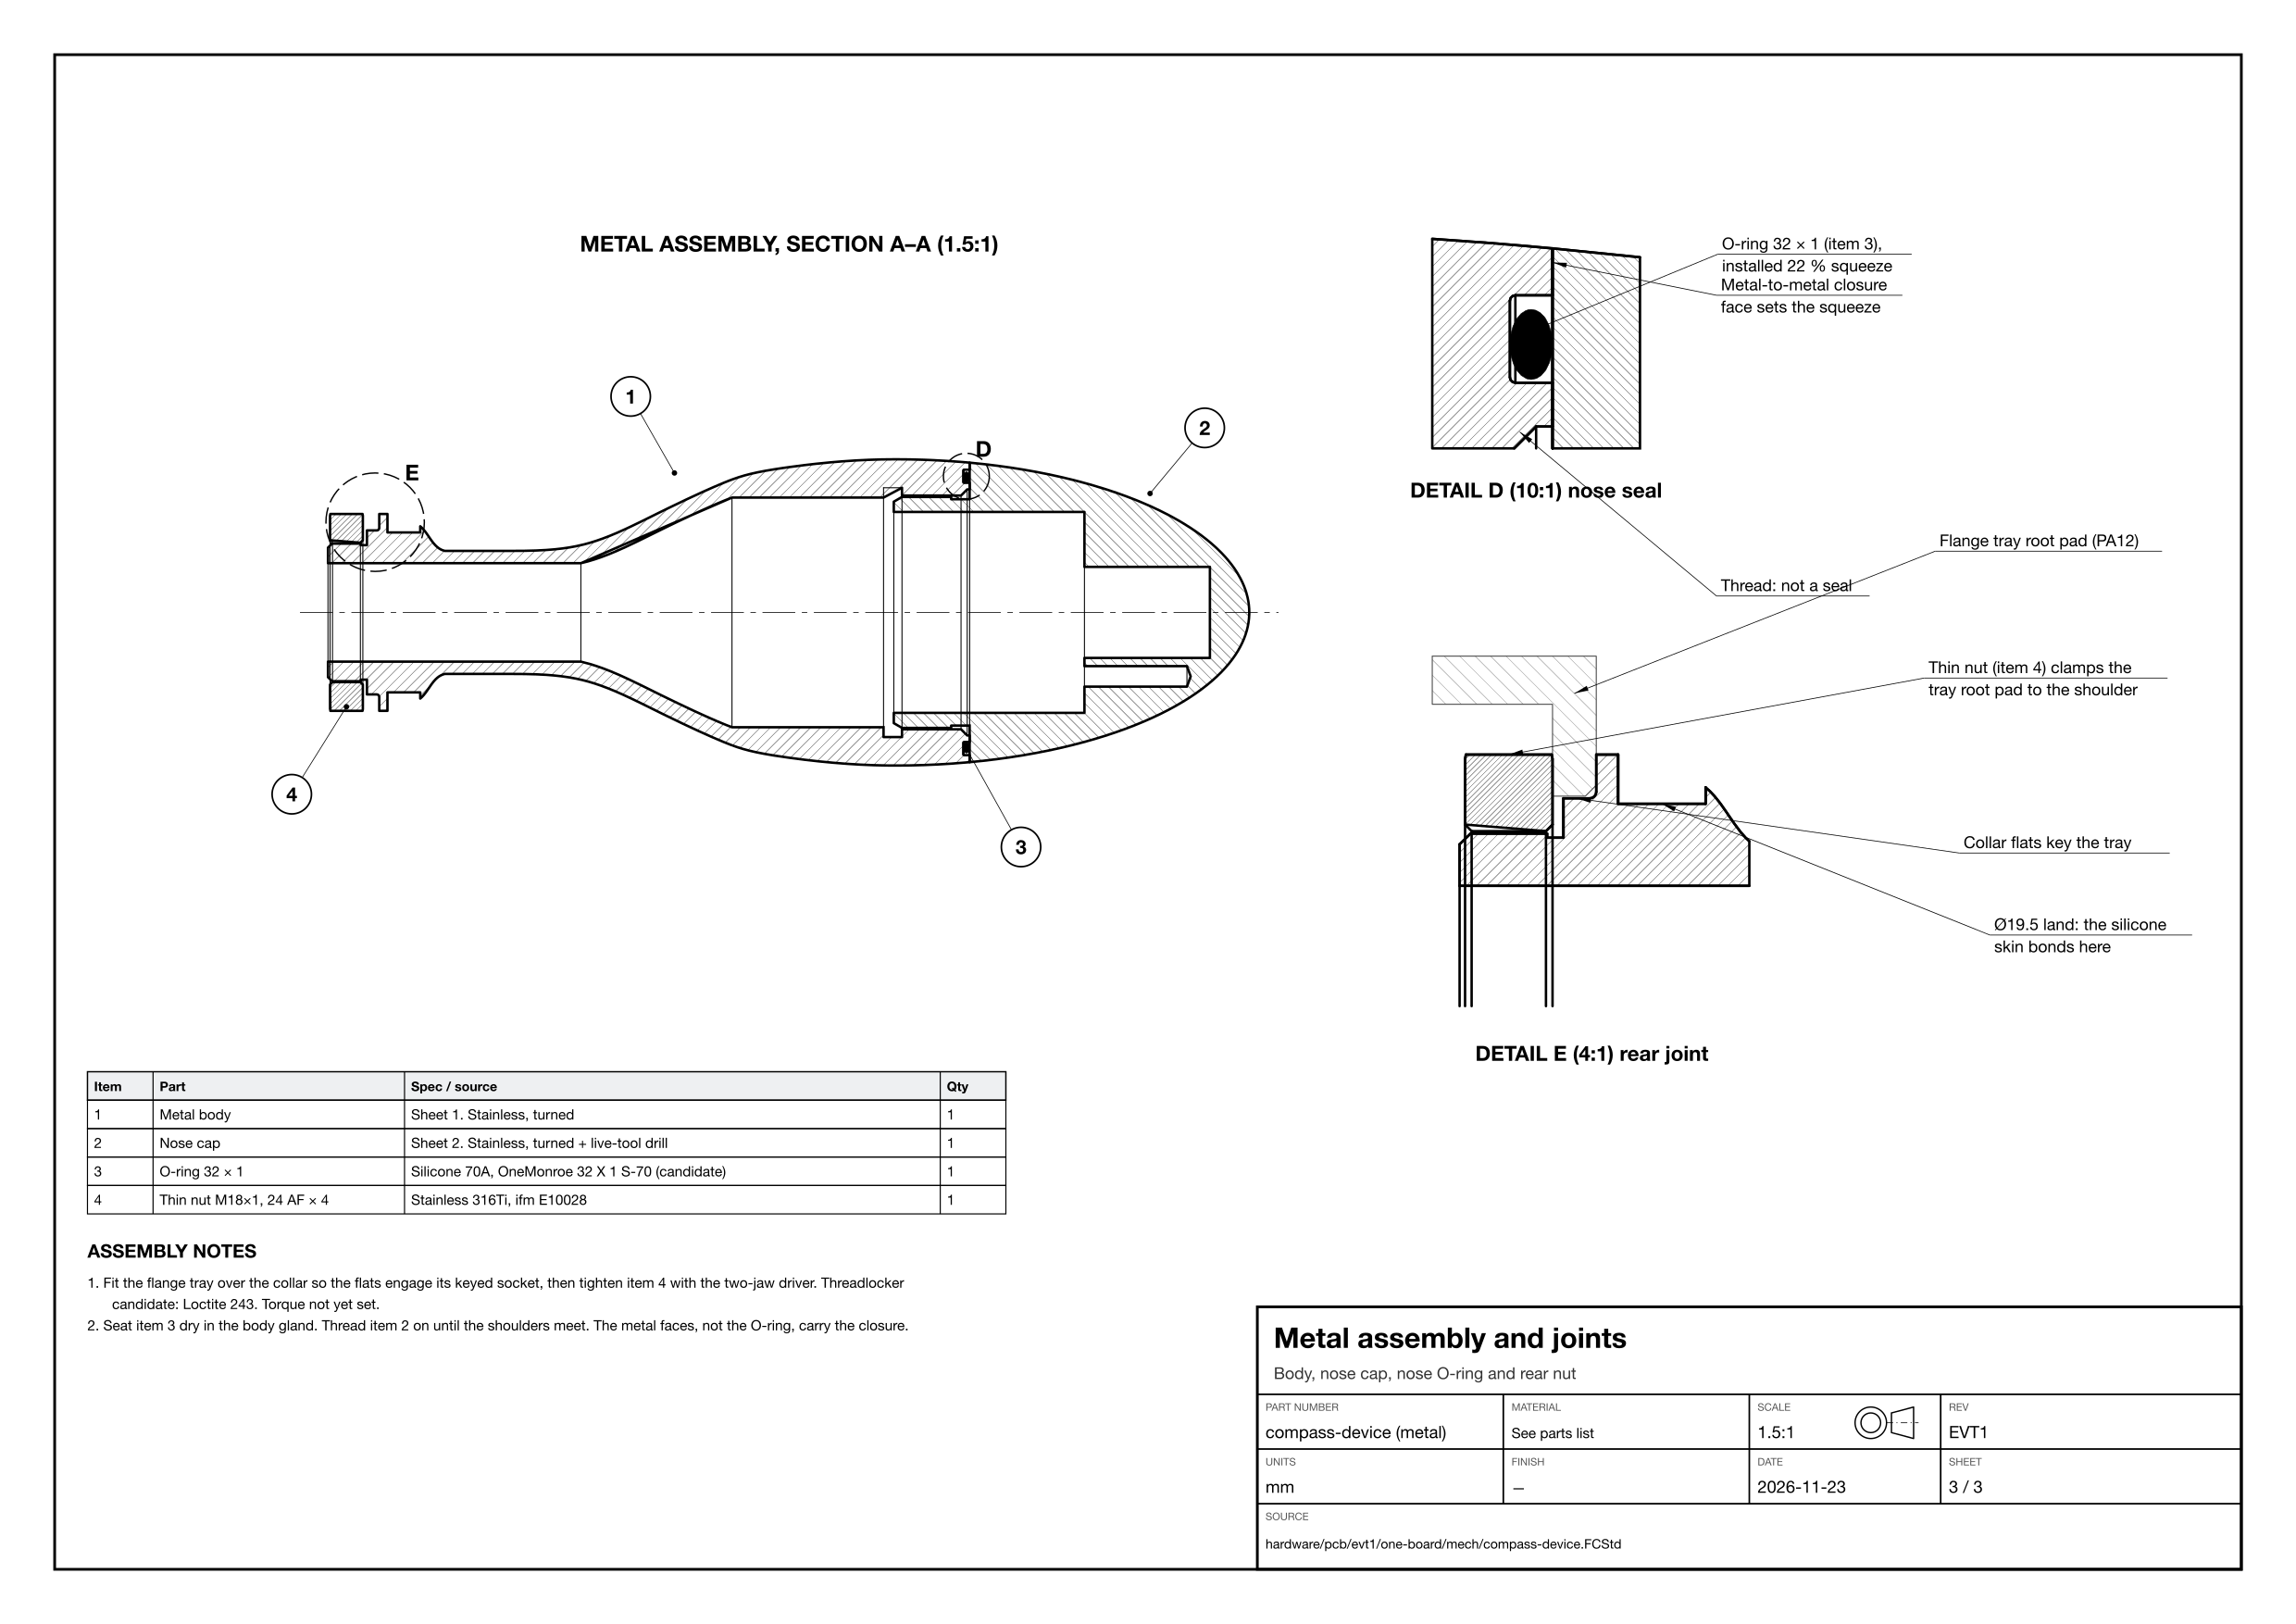 METAL ASSEMBLY, SECTION A–A (1.5:1)
1
2
D
E
4
3
O-ring 32 × 1 (item 3),
installed 22 % squeeze
Metal-to-metal closure
face sets the squeeze
DETAIL D (10:1) nose seal
Flange tray root pad (PA12)
Thread: not a seal
Thin nut (item 4) clamps the
tray root pad to the shoulder
Collar flats key the tray
Ø19.5 land: the silicone
skin bonds here
DETAIL E (4:1) rear joint
Item Part Spec / source Qty
1 Metal body Sheet 1. Stainless, turned 1
2 Nose cap Sheet 2. Stainless, turned + live-tool drill 1
3 O-ring 32 × 1 Silicone 70A, OneMonroe 32 X 1 S-70 (candidate) 1
4 Thin nut M18×1, 24 AF × 4 Stainless 316Ti, ifm E10028 1
ASSEMBLY NOTES
1. Fit the flange tray over the collar so the flats engage its keyed socket, then tighten item 4 with the two-jaw driver. Threadlocker
candidate: Loctite 243. Torque not yet set.
2. Seat item 3 dry in the body gland. Thread item 2 on until the shoulders meet. The metal faces, not the O-ring, carry the closure.
Metal assembly and joints
Body, nose cap, nose O-ring and rear nut
PART NUMBER MATERIAL SCALE REV
compass-device (metal) See parts list 1.5:1 EVT1
UNITS FINISH DATE SHEET
mm – 2026-11-23 3 / 3
SOURCE
hardware/pcb/evt1/one-board/mech/compass-device.FCStd